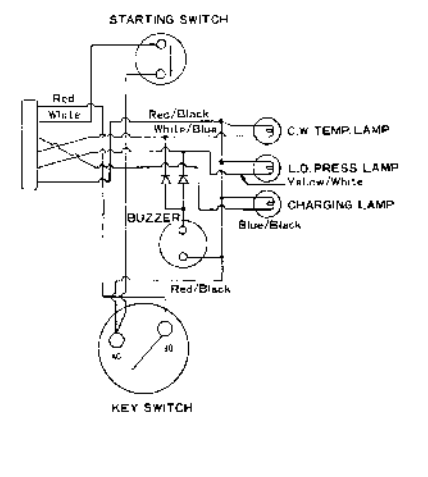 STARTING SWITCH
Red
White
Red/Black
White/Blue
C.W TEMP. LAMP
L.O. PRESS LAMP
Yellow/White
CHARGING LAMP
BUZZER
Blue/Black
Red/Black
KEY SWITCH